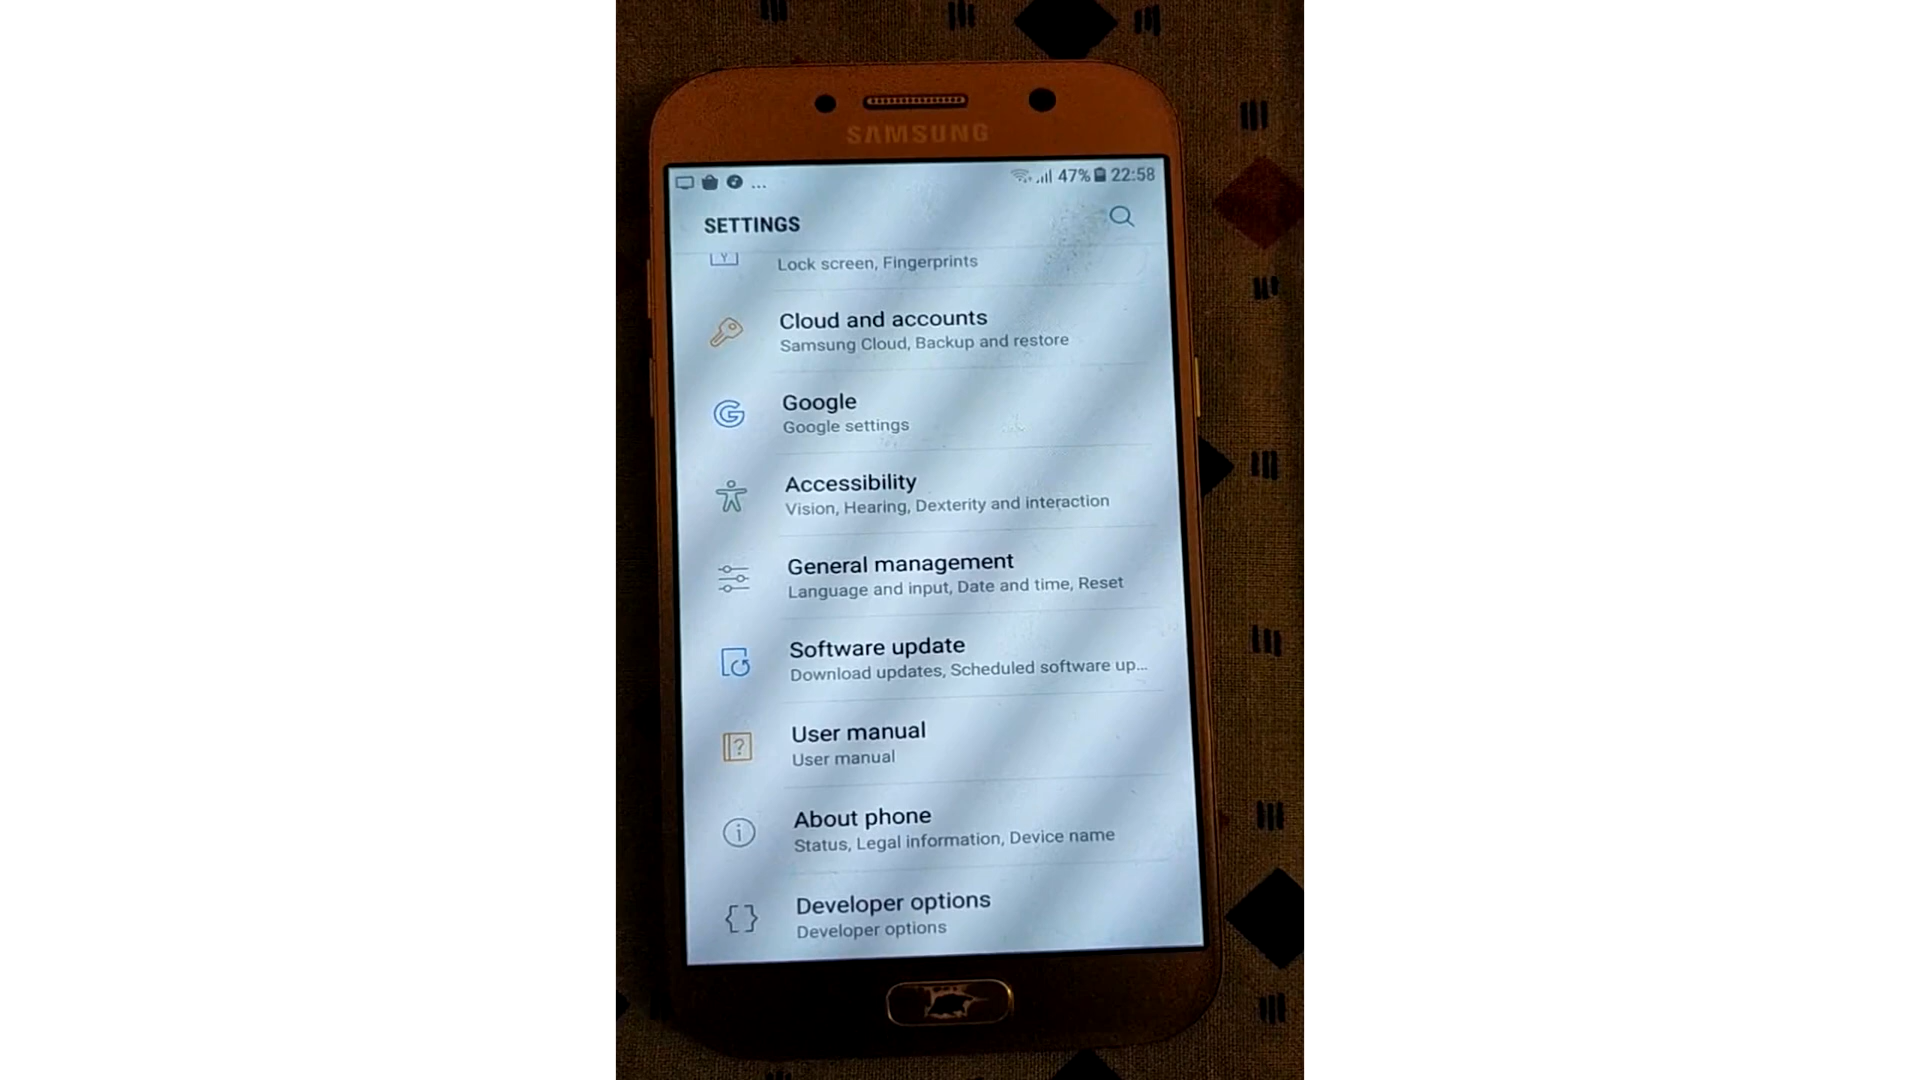 SAMSUNG
... 47% 22:58
SETTINGS
Lock screen, Fingerprints
Cloud and accounts
Samsung Cloud, Backup and restore
Google
Google settings
Accessibility
Vision, Hearing, Dexterity and interaction
General management
Language and input, Date and time, Reset
Software update
Download updates, Scheduled software up...
User manual
User manual
About phone
Status, Legal information, Device name
Developer options
Developer options